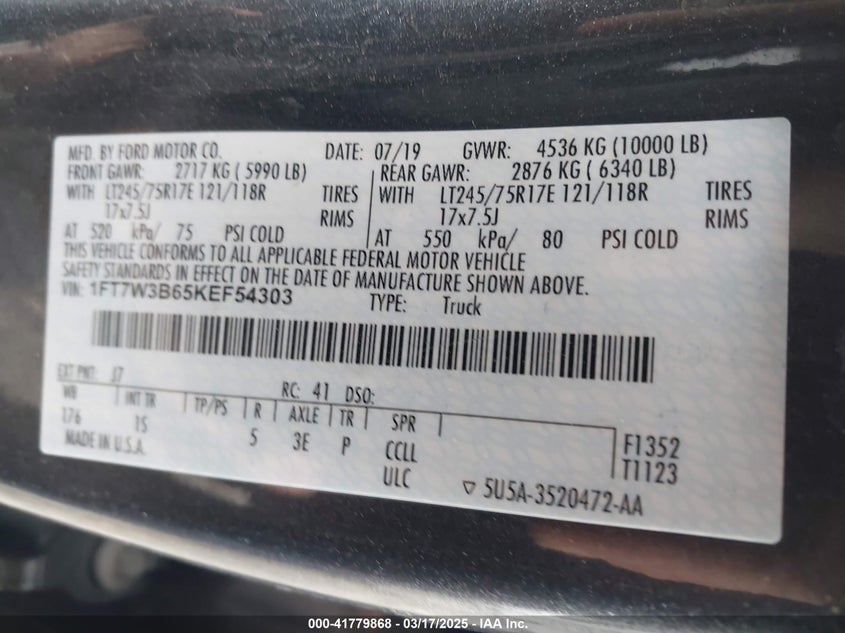 MFD. BY FORD MOTOR CO. DATE: 07/19 GVWR: 4536 KG (10000 LB)
FRONT GAWR: 2717 KG ( 5990 LB) REAR GAWR: 2876 KG ( 6340 LB)
WITH LT245/75R17E 121/118R TIRES WITH LT245/75R17E 121/118R TIRES
17x7.5J RIMS 17x7.5J RIMS
AT 520 kPa/ 75 PSI COLD AT 550 kPa/ 80 PSI COLD
THIS VEHICLE CONFORMS TO ALL APPLICABLE FEDERAL MOTOR VEHICLE
SAFETY STANDARDS IN EFFECT ON THE DATE OF MANUFACTURE SHOWN ABOVE.
VIN: 1FT7W3B65KEF54303 TYPE: Truck
EXT PNT: J7 RC: 41 DSO:
WB INT TR TP/PS R AXLE TR SPR
176 1S 5 3E P CCLL F1352
MADE IN U.S.A. ULC T1123
▽ 5U5A-3520472-AA
000-41779868 - 03/17/2025 - IAA Inc.